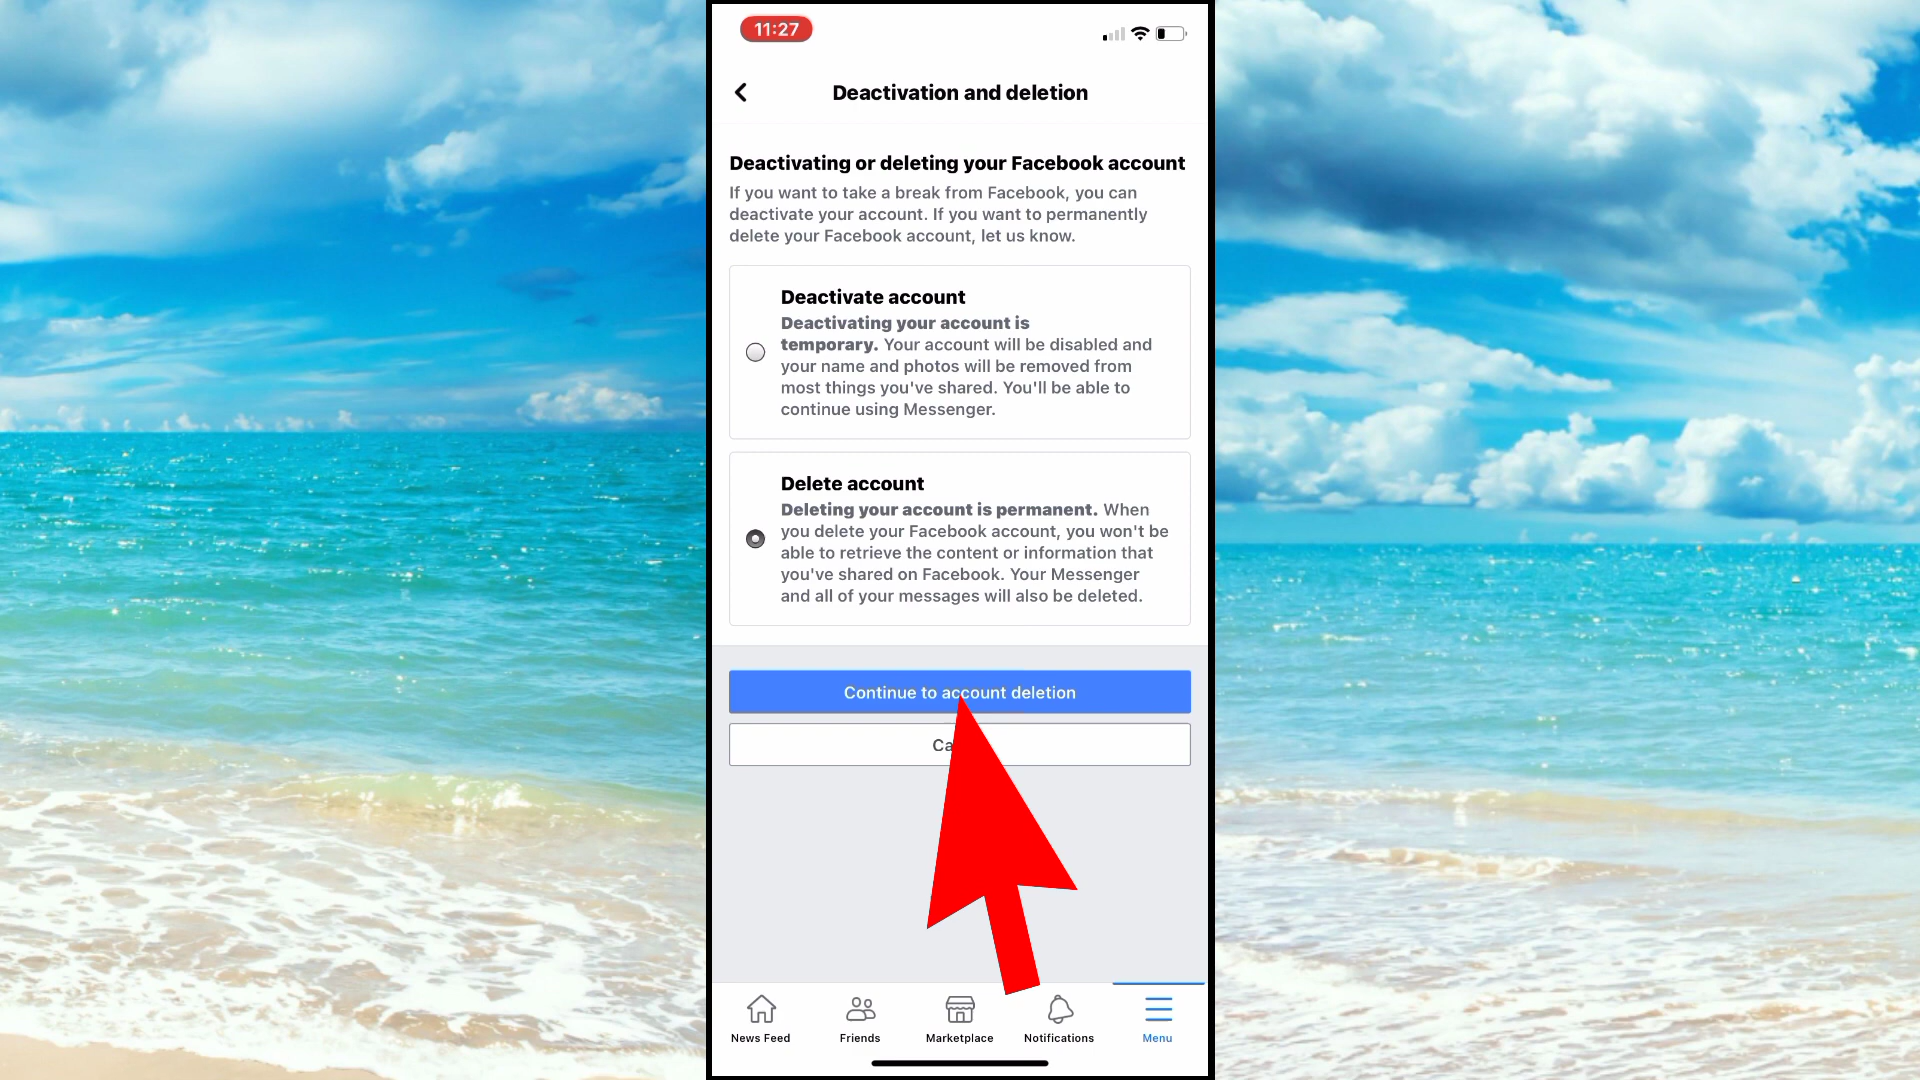 11:27
Deactivation and deletion
Deactivating or deleting your Facebook account
If you want to take a break from Facebook, you can
deactivate your account. If you want to permanently
delete your Facebook account, let us know.
Deactivate account
Deactivating your account is
temporary. Your account will be disabled and
your name and photos will be removed from
most things you've shared. You'll be able to
continue using Messenger.
Delete account
Deleting your account is permanent. When
you delete your Facebook account, you won't be
able to retrieve the content or information that
you've shared on Facebook. Your Messenger
and all of your messages will also be deleted.
Continue to account deletion
News Feed
Friends
Marketplace
Notifications
Menu